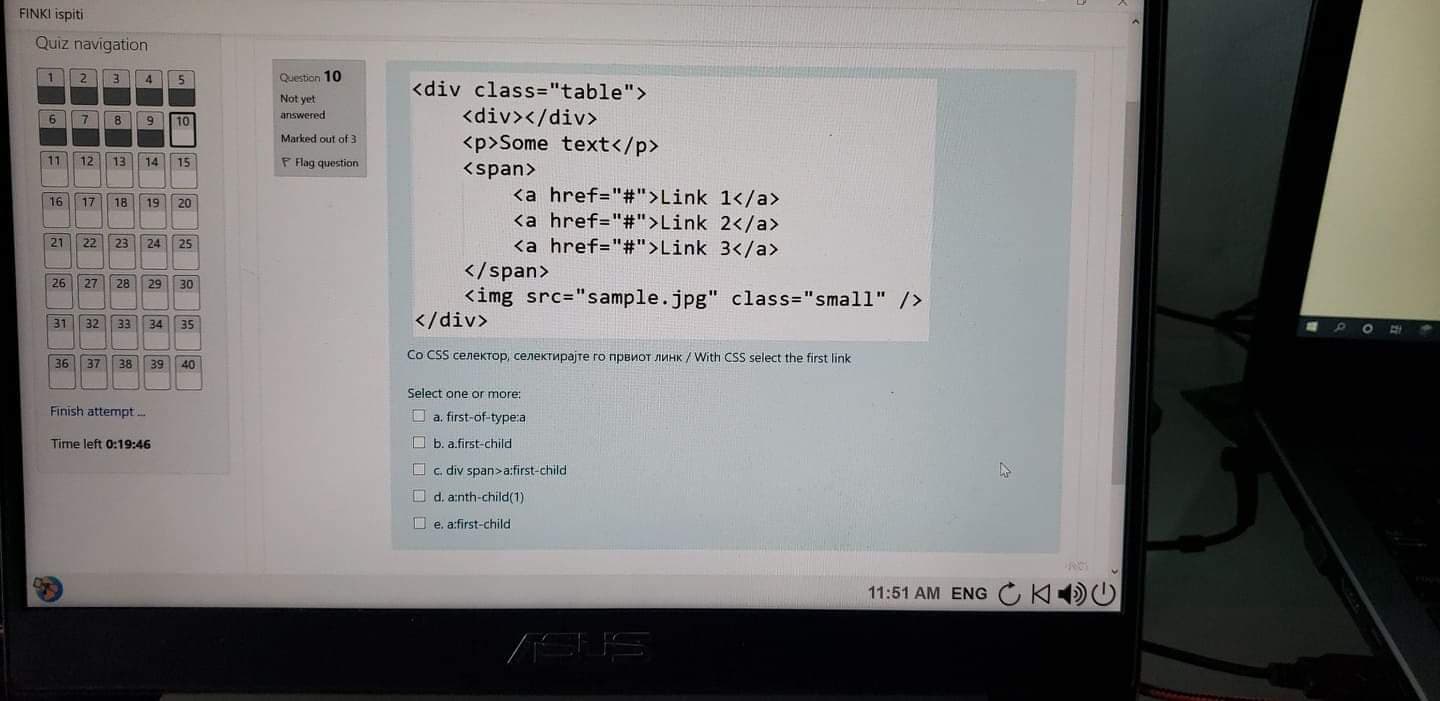 FINKI ispiti
Quiz navigation
1 2 3 4 5
6 7 8 9 10
11 12 13 14 15
16 17 18 19 20
21 22 23 24 25
26 27 28 29 30
31 32 33 34 35
36 37 38 39 40
Finish attempt ...
Time left 0:19:46
Question 10
Not yet
answered
Marked out of 3
Flag question
<div class="table">
<div></div>
<p>Some text</p>
<span>
<a href="#">Link 1</a>
<a href="#">Link 2</a>
<a href="#">Link 3</a>
</span>
<img src="sample.jpg" class="small" />
</div>
Со CSS селектор, селектирајте го првиот линк / With CSS select the first link
Select one or more:
a. first-of-type:a
b. a.first-child
c. div span>a:first-child
d. a:nth-child(1)
e. a:first-child
11:51 AM ENG
ASUS